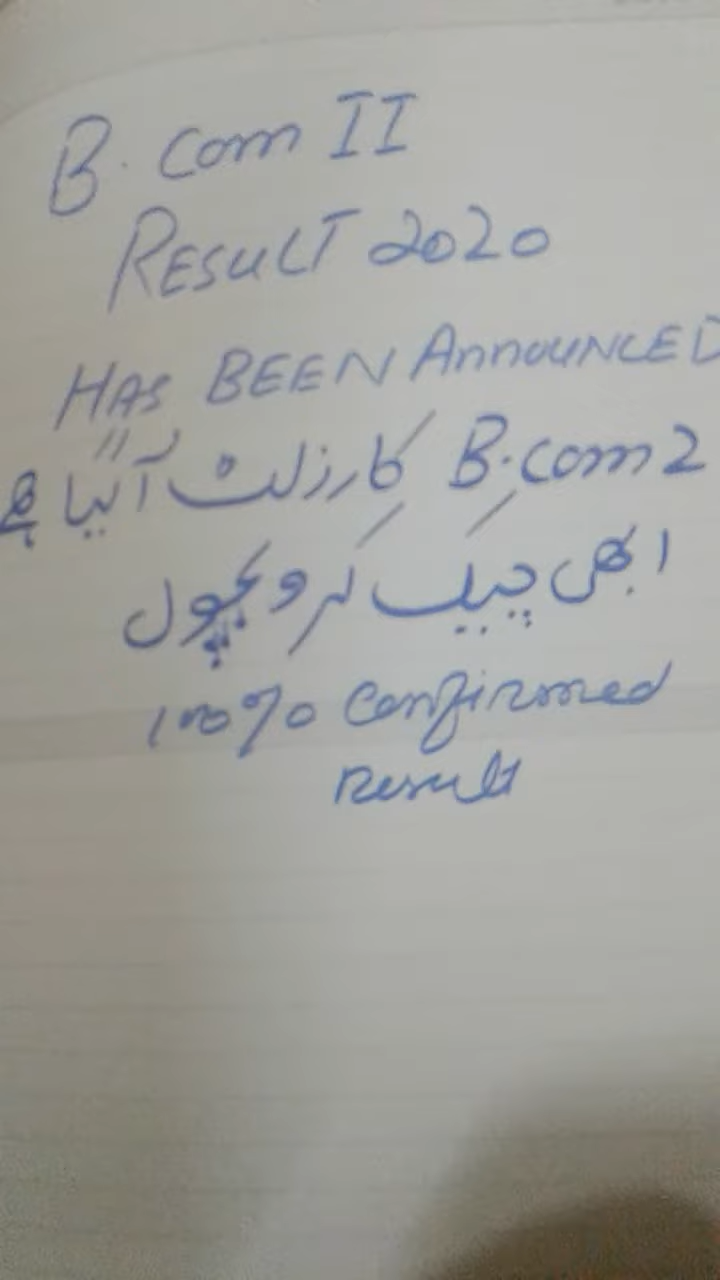 B. Com II
RESULT 2020
HAS BEEN AnnOUNCED
B.Com 2 کا رزلٹ آ گیا ہے
ابھی چیک کرو بچوں
100% Confirmed
Result